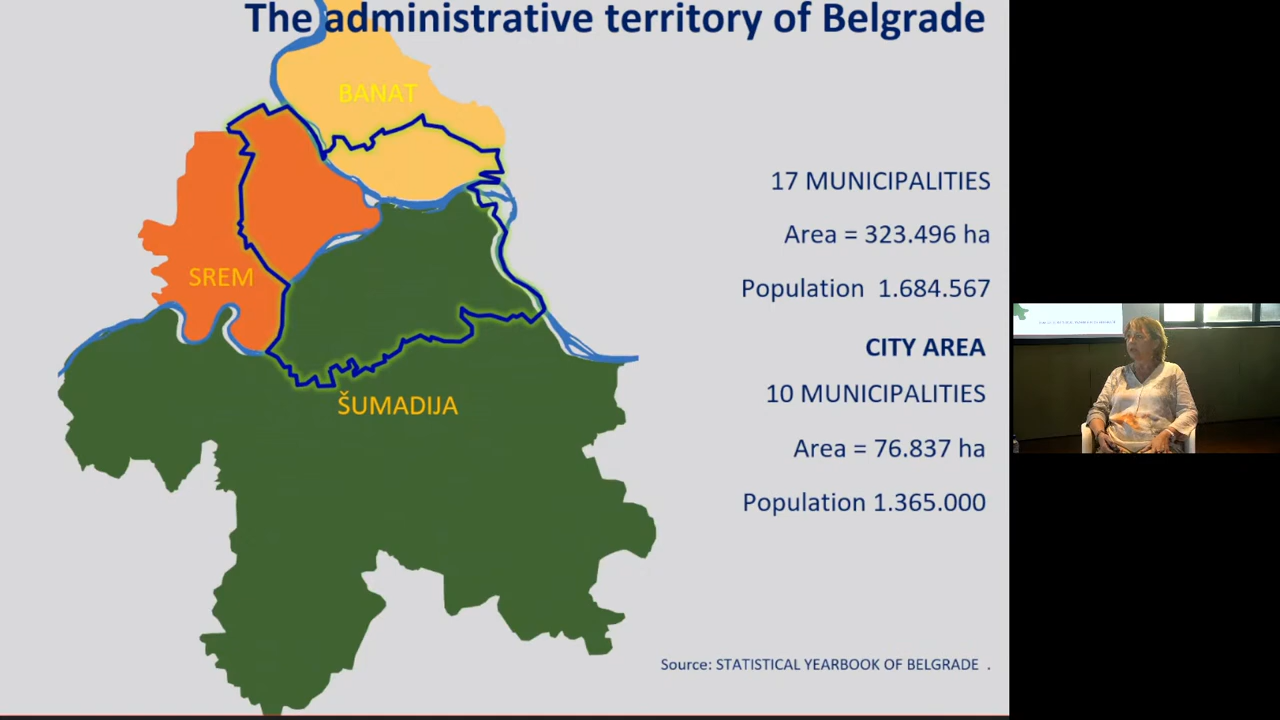 The administrative territory of Belgrade
BANAT
17 MUNICIPALITIES
Area = 323.496 ha
SREM
Population 1.684.567
CITY AREA
10 MUNICIPALITIES
ŠUMADIJA
Area = 76.837 ha
Population 1.365.000
Source: STATISTICAL YEARBOOK OF BELGRADE .